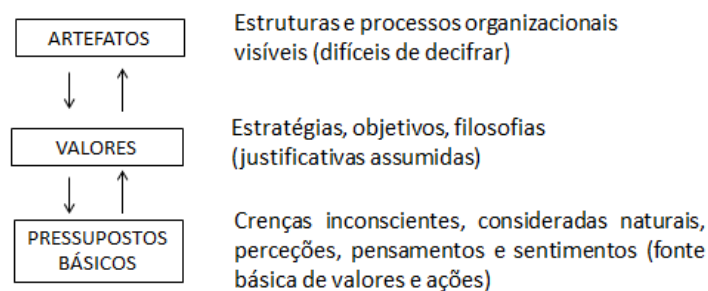 ARTEFATOS
Estruturas e processos organizacionais
visíveis (difíceis de decifrar)
VALORES
Estratégias, objetivos, filosofias
(justificativas assumidas)
PRESSUPOSTOS
BÁSICOS
Crenças inconscientes, consideradas naturais,
perceções, pensamentos e sentimentos (fonte
básica de valores e ações)